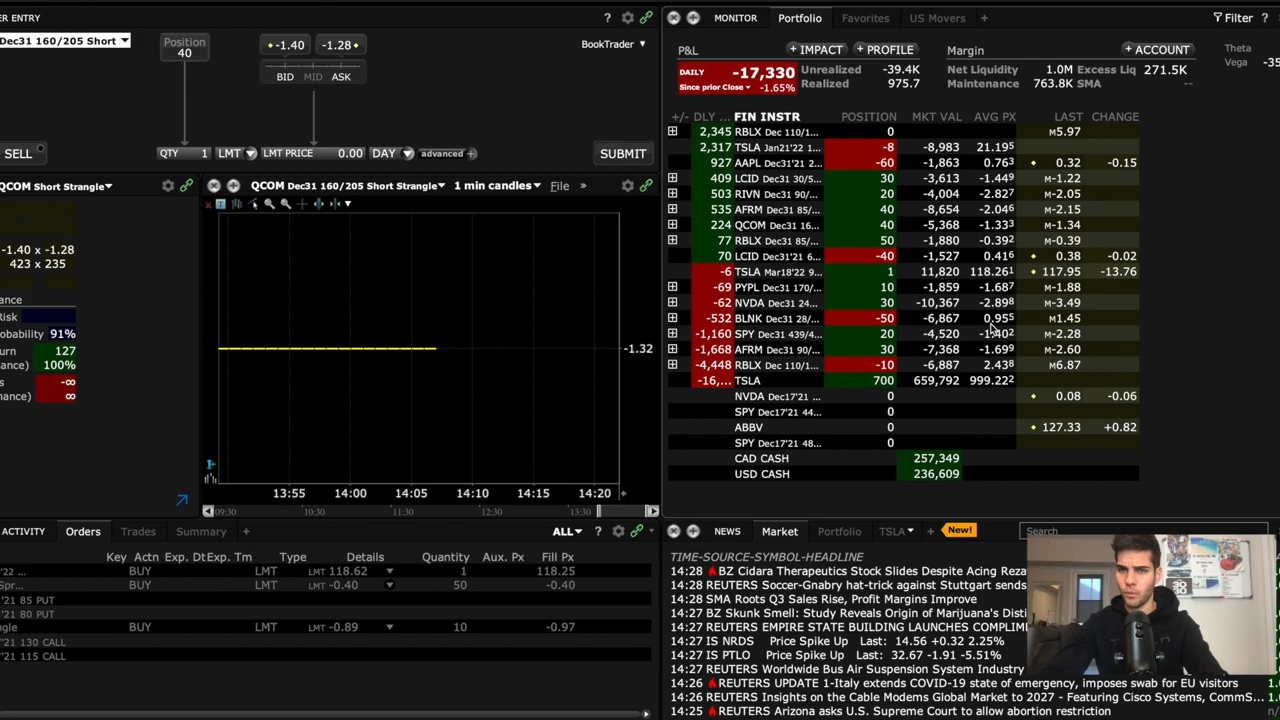 ER ENTRY
Dec31 160/205 Short
Position
40
-1.40
-1.28
BID MID ASK
BookTrader
SELL
QTY 1
LMT
LMT PRICE 0.00
DAY
advanced
SUBMIT
QCOM Short Strangle
-1.40 x -1.28
423 x 235
ance
Risk
obability 91%
urn 127
ance) 100%
s -∞
ance) ∞
QCOM Dec31 160/205 Short Strangle
1 min candles
File »
-1.32
13:55 14:00 14:05 14:10 14:15 14:20
09:30 10:30 11:30 12:30 13:30
ACTIVITY Orders Trades Summary +
ALL
Key Actn Exp. Dt Exp. Tm Type Details Quantity Aux. Px Fill Px
'22 ... BUY LMT LMT 118.62 1 118.25
Spr... BUY LMT LMT -0.40 50 -0.40
'21 85 PUT
'21 80 PUT
ngle BUY LMT LMT -0.89 10 -0.97
'21 130 CALL
'21 115 CALL
MONITOR Portfolio Favorites US Movers +
Filter ?
P&L
+ IMPACT
+ PROFILE
Margin
+ ACCOUNT
Theta
Vega -35
DAILY -17,330
Since prior Close -1.65%
Unrealized -39.4K
Realized 975.7
Net Liquidity 1.0M Excess Liq 271.5K
Maintenance 763.8K SMA --
+/- DLY ... FIN INSTR POSITION MKT VAL AVG PX LAST CHANGE
2,345 RBLX Dec 110/1... 0 M5.97
2,317 TSLA Jan21'22 1... -8 -8,983 21.195
927 AAPL Dec31'21 2... -60 -1,863 0.763 0.32 -0.15
409 LCID Dec31 30/5... 30 -3,613 -1.449 M-1.22
503 RIVN Dec31 90/... 20 -4,004 -2.827 M-2.05
535 AFRM Dec31 85/... 40 -8,654 -2.046 M-2.15
224 QCOM Dec31 16... 40 -5,368 -1.333 M-1.34
77 RBLX Dec31 85/... 50 -1,880 -0.392 M-0.39
70 LCID Dec31'21 6... -40 -1,527 0.416 0.38 -0.02
-6 TSLA Mar18'22 9... 1 11,820 118.261 117.95 -13.76
-69 PYPL Dec31 170/... 10 -1,859 -1.687 M-1.88
-62 NVDA Dec31 24... 30 -10,367 -2.898 M-3.49
-532 BLNK Dec31 28/... -50 -6,867 0.955 M1.45
-1,160 SPY Dec31 439/4... 20 -4,520 -1.402 M-2.28
-1,668 AFRM Dec31 90/... 30 -7,368 -1.699 M-2.60
-4,448 RBLX Dec 110/1... -10 -6,887 2.438 M6.87
-16,... TSLA 700 659,792 999.222
NVDA Dec17'21 ... 0 0.08 -0.06
SPY Dec17'21 44... 0
ABBV 0 127.33 +0.82
SPY Dec17'21 48... 0
CAD CASH 257,349
USD CASH 236,609
NEWS Market Portfolio TSLA + New! Search
TIME-SOURCE-SYMBOL-HEADLINE
14:28 BZ Cidara Therapeutics Stock Slides Despite Acing Reza
14:28 REUTERS Soccer-Gnabry hat-trick against Stuttgart sends
14:28 SMA Roots Q3 Sales Rise, Profit Margins Improve
14:27 BZ Skunk Smell: Study Reveals Origin of Marijuana's Disti
14:27 REUTERS EMPIRE STATE BUILDING LAUNCHES COMPLIM
14:27 IS NRDS Price Spike Up Last: 14.56 +0.32 2.25%
14:27 IS PTLO Price Spike Up Last: 32.67 -1.91 -5.51%
14:27 REUTERS Worldwide Bus Air Suspension System Industry
14:26 REUTERS UPDATE 1-Italy extends COVID-19 state of emergency, imposes swab for EU visitors
14:26 REUTERS Insights on the Cable Modems Global Market to 2027 - Featuring Cisco Systems, CommS...
14:25 REUTERS Arizona asks U.S. Supreme Court to allow abortion restriction